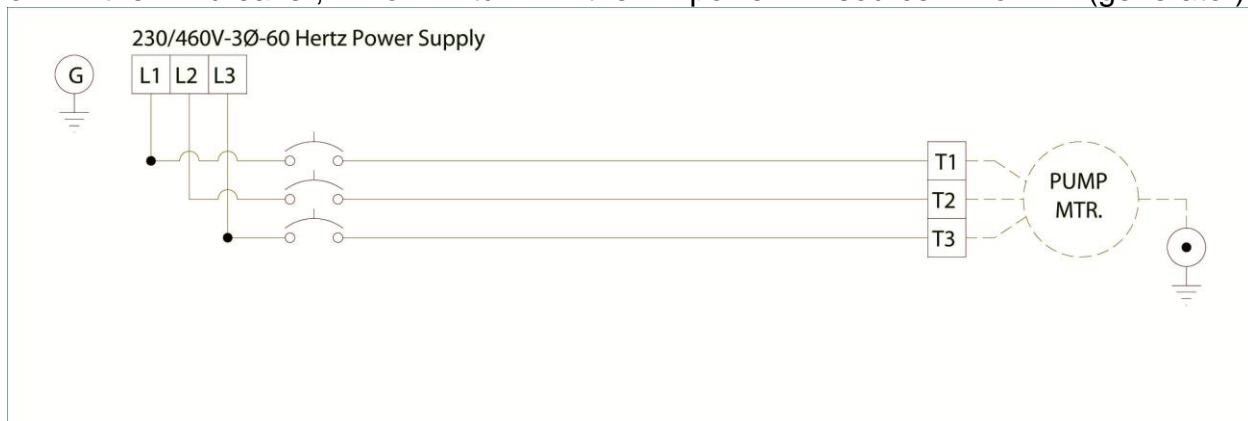 230/460V-3Ø-60 Hertz Power Supply
G
L1 L2 L3
T1
T2
T3
PUMP
MTR.